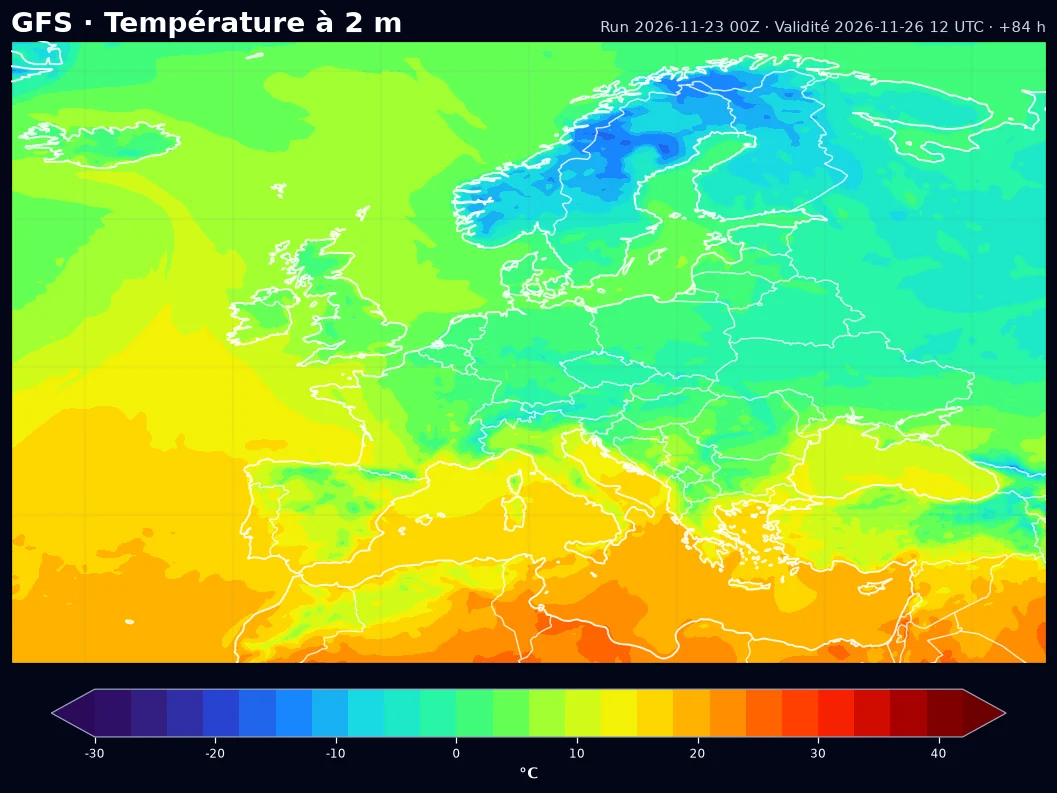 GFS · Température à 2 m
Run 2026-11-23 00Z · Validité 2026-11-26 12 UTC · +84 h
-30 -20 -10 0 10 20 30 40
°C